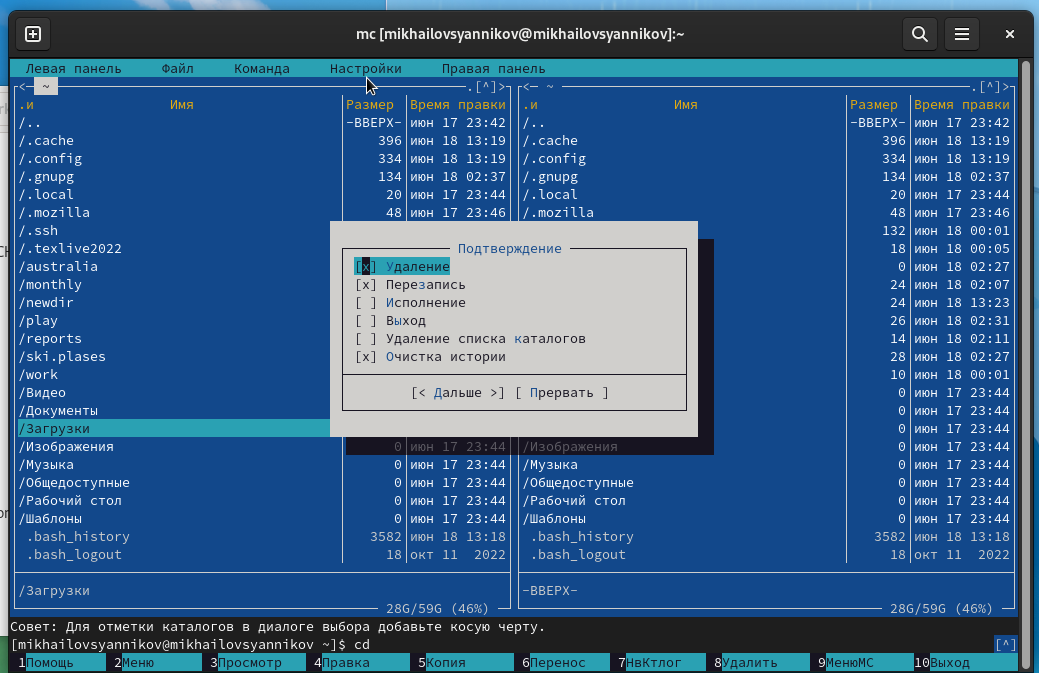 mc [mikhailovsyannikov@mikhailovsyannikov]:~
Левая панель Файл Команда Настройки Правая панель
<— ~ .[^]> <— ~ .[^]>
.и Имя Размер Время правки .и Имя Размер Время правки
/.. -ВВЕРХ- июн 17 23:42 /.. -ВВЕРХ- июн 17 23:42
/.cache 396 июн 18 13:19 /.cache 396 июн 18 13:19
/.config 334 июн 18 13:19 /.config 334 июн 18 13:19
/.gnupg 134 июн 18 02:37 /.gnupg 134 июн 18 02:37
/.local 20 июн 17 23:44 /.local 20 июн 17 23:44
/.mozilla 48 июн 17 23:46 /.mozilla 48 июн 17 23:46
/.ssh 132 июн 18 00:01
/.texlive2022 Подтверждение 18 июн 18 00:05
/australia [x] Удаление 0 июн 18 02:27
/monthly [x] Перезапись 24 июн 18 02:07
/newdir [ ] Исполнение 24 июн 18 13:23
/play [ ] Выход 26 июн 18 02:31
/reports [ ] Удаление списка каталогов 14 июн 18 02:11
/ski.plases [x] Очистка истории 28 июн 18 02:27
/work 10 июн 18 00:01
/Видео [< Дальше >] [ Прервать ] 0 июн 17 23:44
/Документы 0 июн 17 23:44
/Загрузки 0 июн 17 23:44
/Изображения 0 июн 17 23:44 /Изображения 0 июн 17 23:44
/Музыка 0 июн 17 23:44 /Музыка 0 июн 17 23:44
/Общедоступные 0 июн 17 23:44 /Общедоступные 0 июн 17 23:44
/Рабочий стол 0 июн 17 23:44 /Рабочий стол 0 июн 17 23:44
/Шаблоны 0 июн 17 23:44 /Шаблоны 0 июн 17 23:44
.bash_history 3582 июн 18 13:18 .bash_history 3582 июн 18 13:18
.bash_logout 18 окт 11 2022 .bash_logout 18 окт 11 2022
/Загрузки -ВВЕРХ-
28G/59G (46%) 28G/59G (46%)
Совет: Для отметки каталогов в диалоге выбора добавьте косую черту.
[mikhailovsyannikov@mikhailovsyannikov ~]$ cd [^]
1Помощь 2Меню 3Просмотр 4Правка 5Копия 6Перенос 7НвКтлог 8Удалить 9МенюМС 10Выход